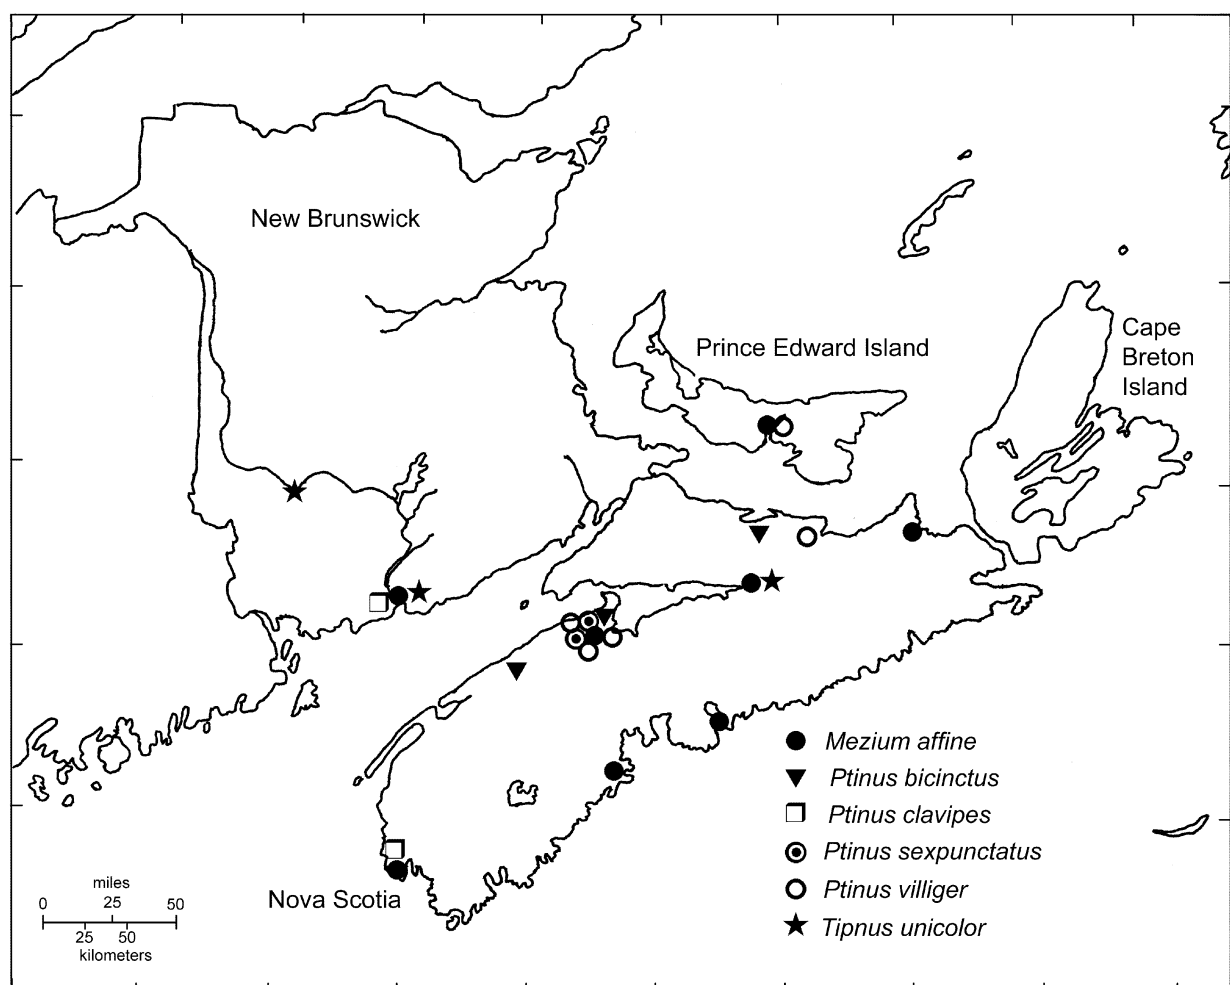 New Brunswick
Prince Edward Island
Cape
Breton
Island
Mezium affine
Ptinus bicinctus
Ptinus clavipes
Ptinus sexpunctatus
Ptinus villiger
Tipnus unicolor
Nova Scotia
miles
0 25 50
25 50
kilometers